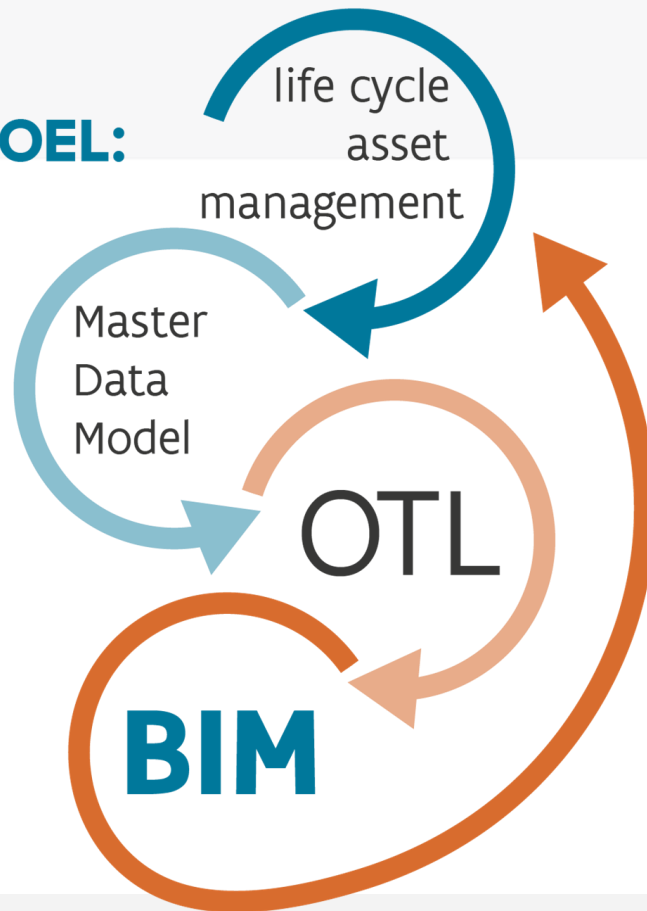 OEL:
life cycle
asset
management
Master
Data
Model
OTL
BIM